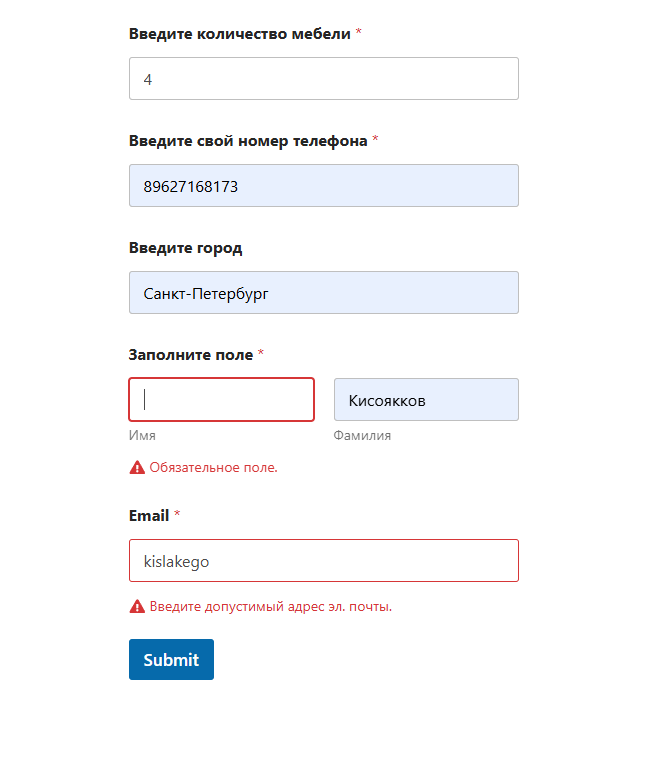 Введите количество мебели *
4
Введите свой номер телефона *
89627168173
Введите город
Санкт-Петербург
Заполните поле *
Кисоякков
Имя Фамилия
Обязательное поле.
Email *
kislakego
Введите допустимый адрес эл. почты.
Submit